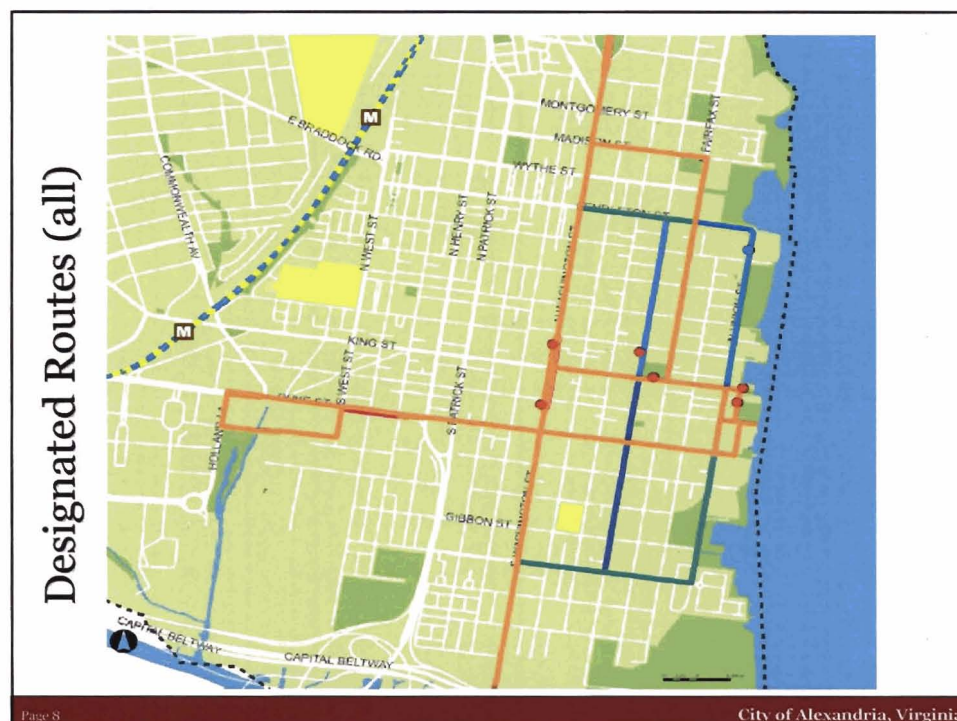 Designated Routes (all)
MONTGOMERY ST
FAIRFAX ST
MADISON ST
M
E BRADDOCK RD.
WYTHE ST
COMMONWEALTH AV
N WEST ST
N HENRY ST
N PATRICK ST
M
KING ST
S WEST ST
DUKE ST
HOLLAND LA
GIBBON ST
CAPITAL BELTWAY
CAPITAL BELTWAY
Page 8
City of Alexandria, Virginia